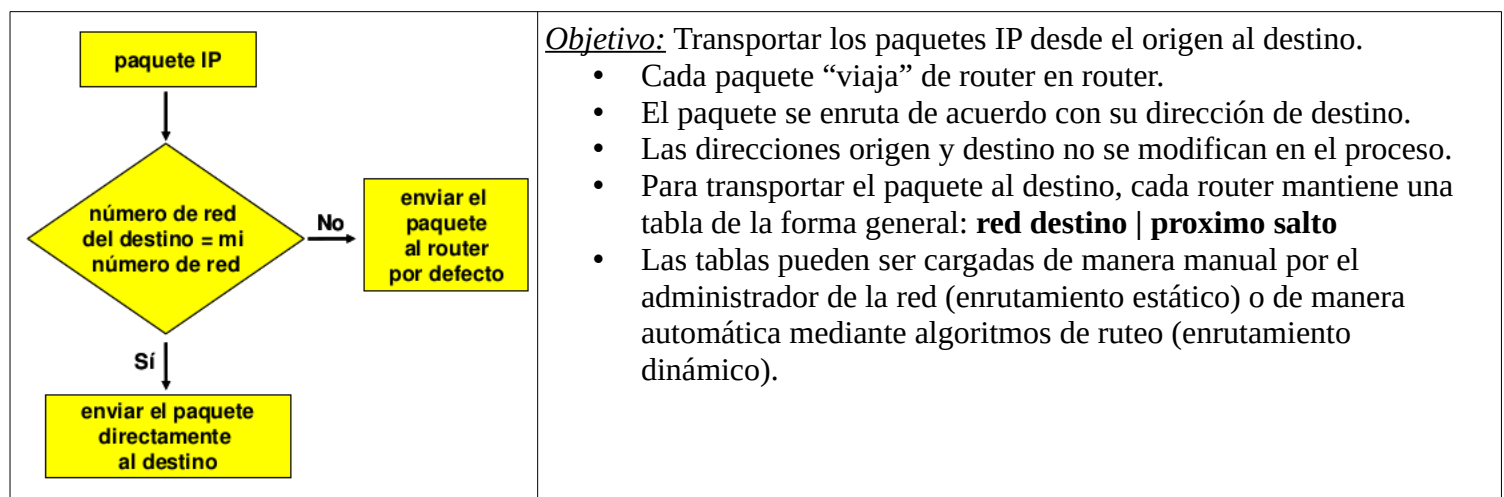 paquete IP
número de red
del destino = mi
número de red
No
enviar el
paquete
al router
por defecto
Sí
enviar el paquete
directamente
al destino
Objetivo: Transportar los paquetes IP desde el origen al destino.
• Cada paquete “viaja” de router en router.
• El paquete se enruta de acuerdo con su dirección de destino.
• Las direcciones origen y destino no se modifican en el proceso.
• Para transportar el paquete al destino, cada router mantiene una
tabla de la forma general: red destino | proximo salto
• Las tablas pueden ser cargadas de manera manual por el
administrador de la red (enrutamiento estático) o de manera
automática mediante algoritmos de ruteo (enrutamiento
dinámico).